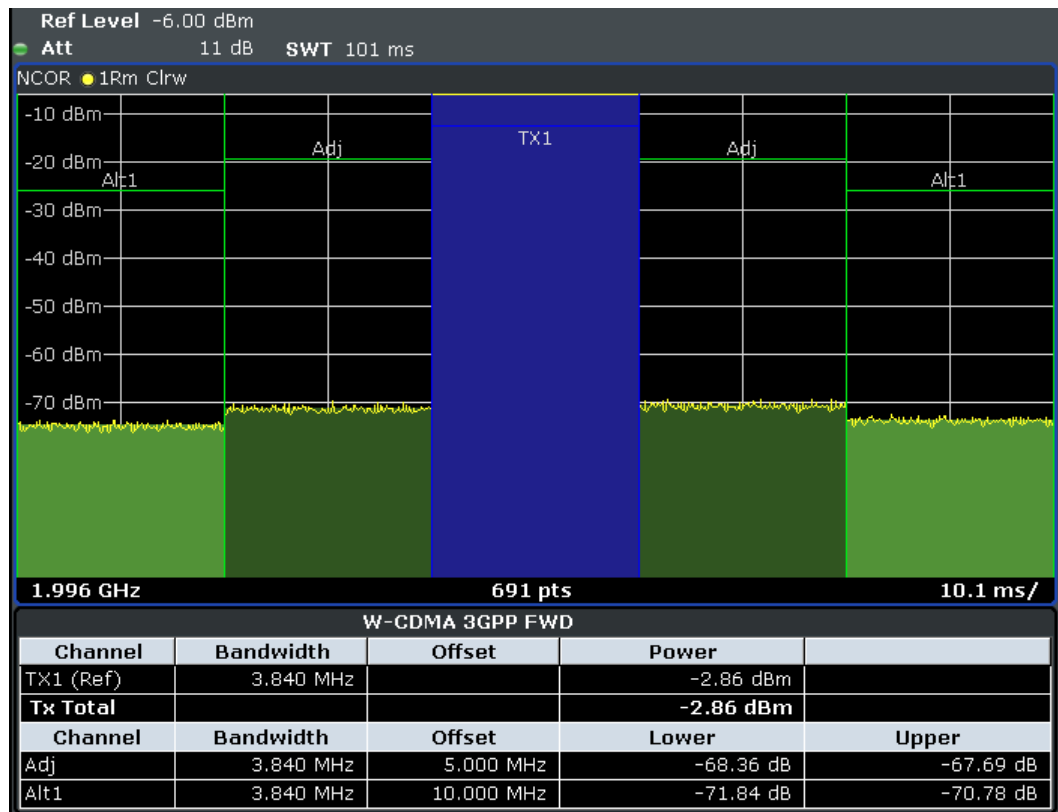 Ref Level -6.00 dBm
Att 11 dB SWT 101 ms
NCOR 1Rm Clrw
-10 dBm
TX1
Adj Adj
-20 dBm
Alt1 Alt1
-30 dBm
-40 dBm
-50 dBm
-60 dBm
-70 dBm
1.996 GHz 691 pts 10.1 ms/
W-CDMA 3GPP FWD
Channel Bandwidth Offset Power
TX1 (Ref) 3.840 MHz -2.86 dBm
Tx Total -2.86 dBm
Channel Bandwidth Offset Lower Upper
Adj 3.840 MHz 5.000 MHz -68.36 dB -67.69 dB
Alt1 3.840 MHz 10.000 MHz -71.84 dB -70.78 dB